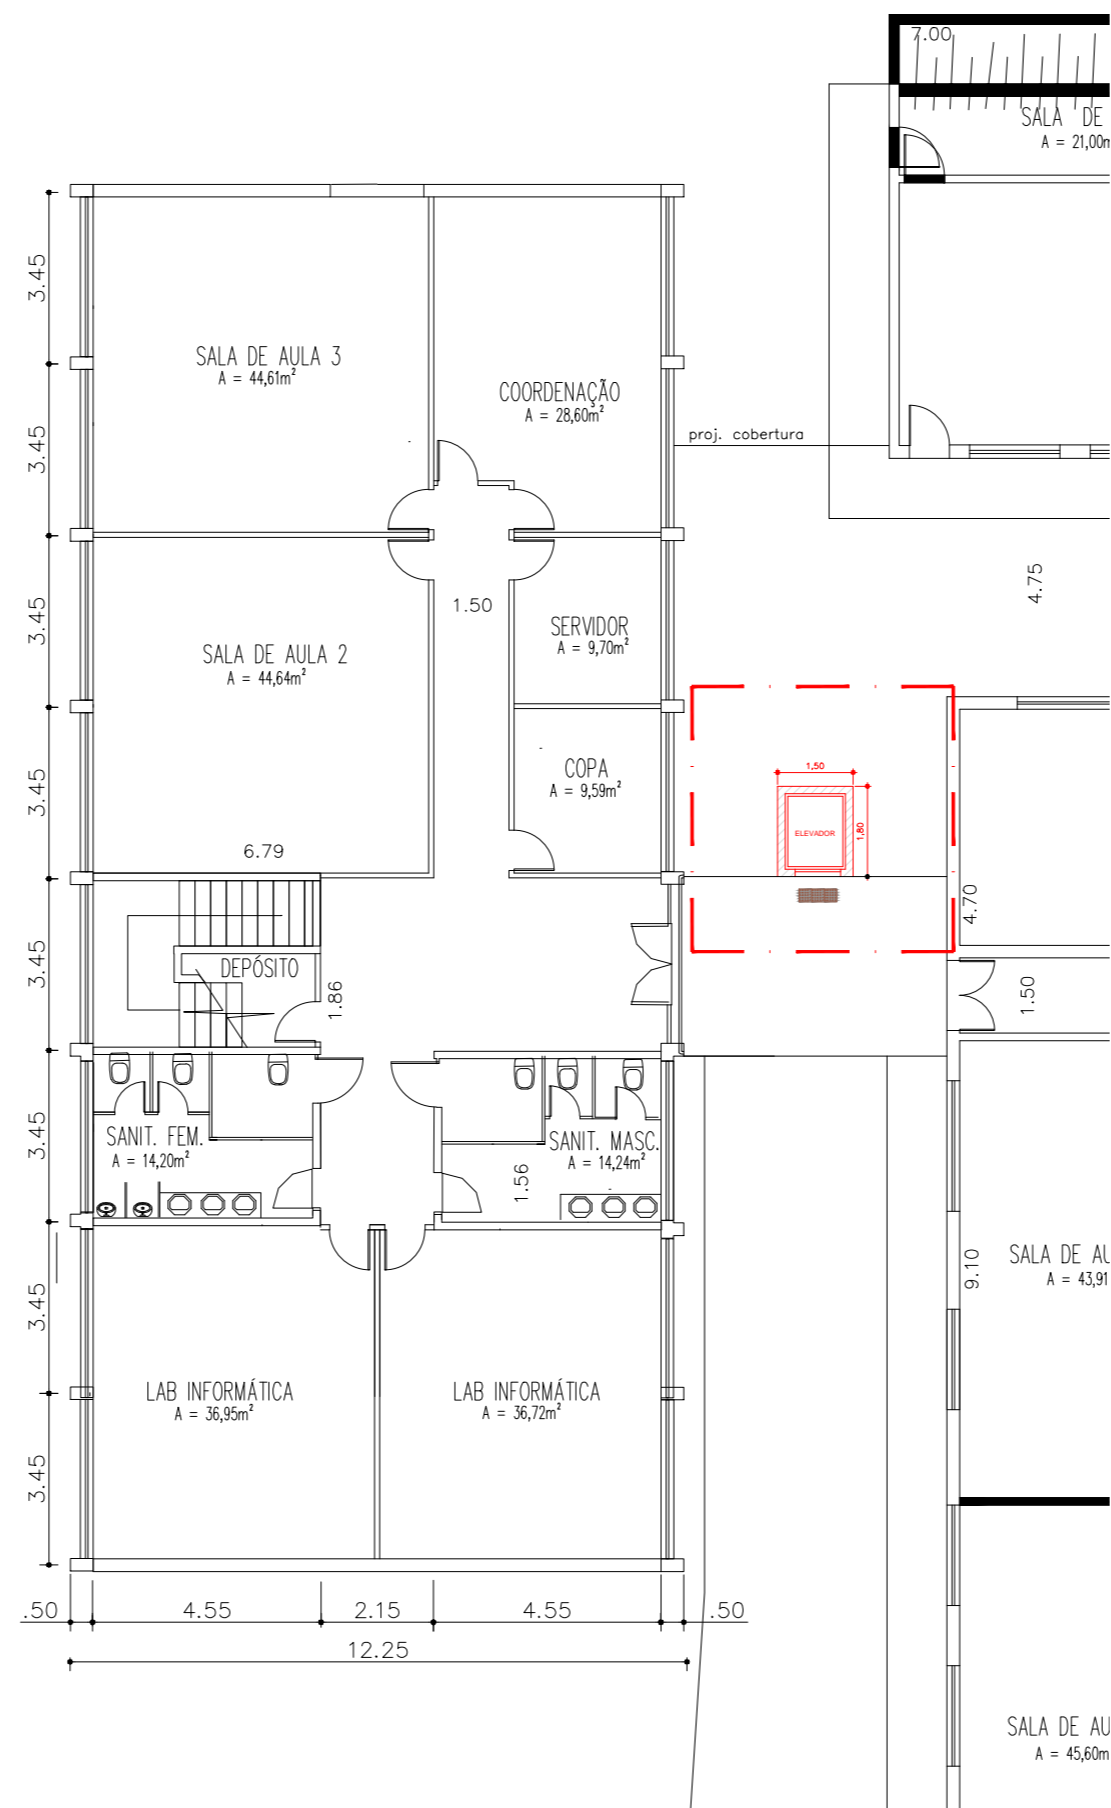 7.00
SALA DE
A = 21,00m
3.45
SALA DE AULA 3
A = 44,61m²
COORDENAÇÃO
A = 28,60m²
proj. cobertura
3.45
4.75
3.45
1.50
SERVIDOR
A = 9,70m²
SALA DE AULA 2
A = 44,64m²
1,50
COPA
A = 9,59m²
3.45
ELEVADOR
1,80
6.79
4.70
3.45
DEPÓSITO
1.86
1.50
SANIT. FEM.
A = 14,20m²
SANIT. MASC.
A = 14,24m²
3.45
1.56
SALA DE AU
A = 43,91
9.10
3.45
LAB INFORMÁTICA
A = 36,95m²
LAB INFORMÁTICA
A = 36,72m²
3.45
.50
4.55
2.15
4.55
.50
12.25
SALA DE AU
A = 45,60m